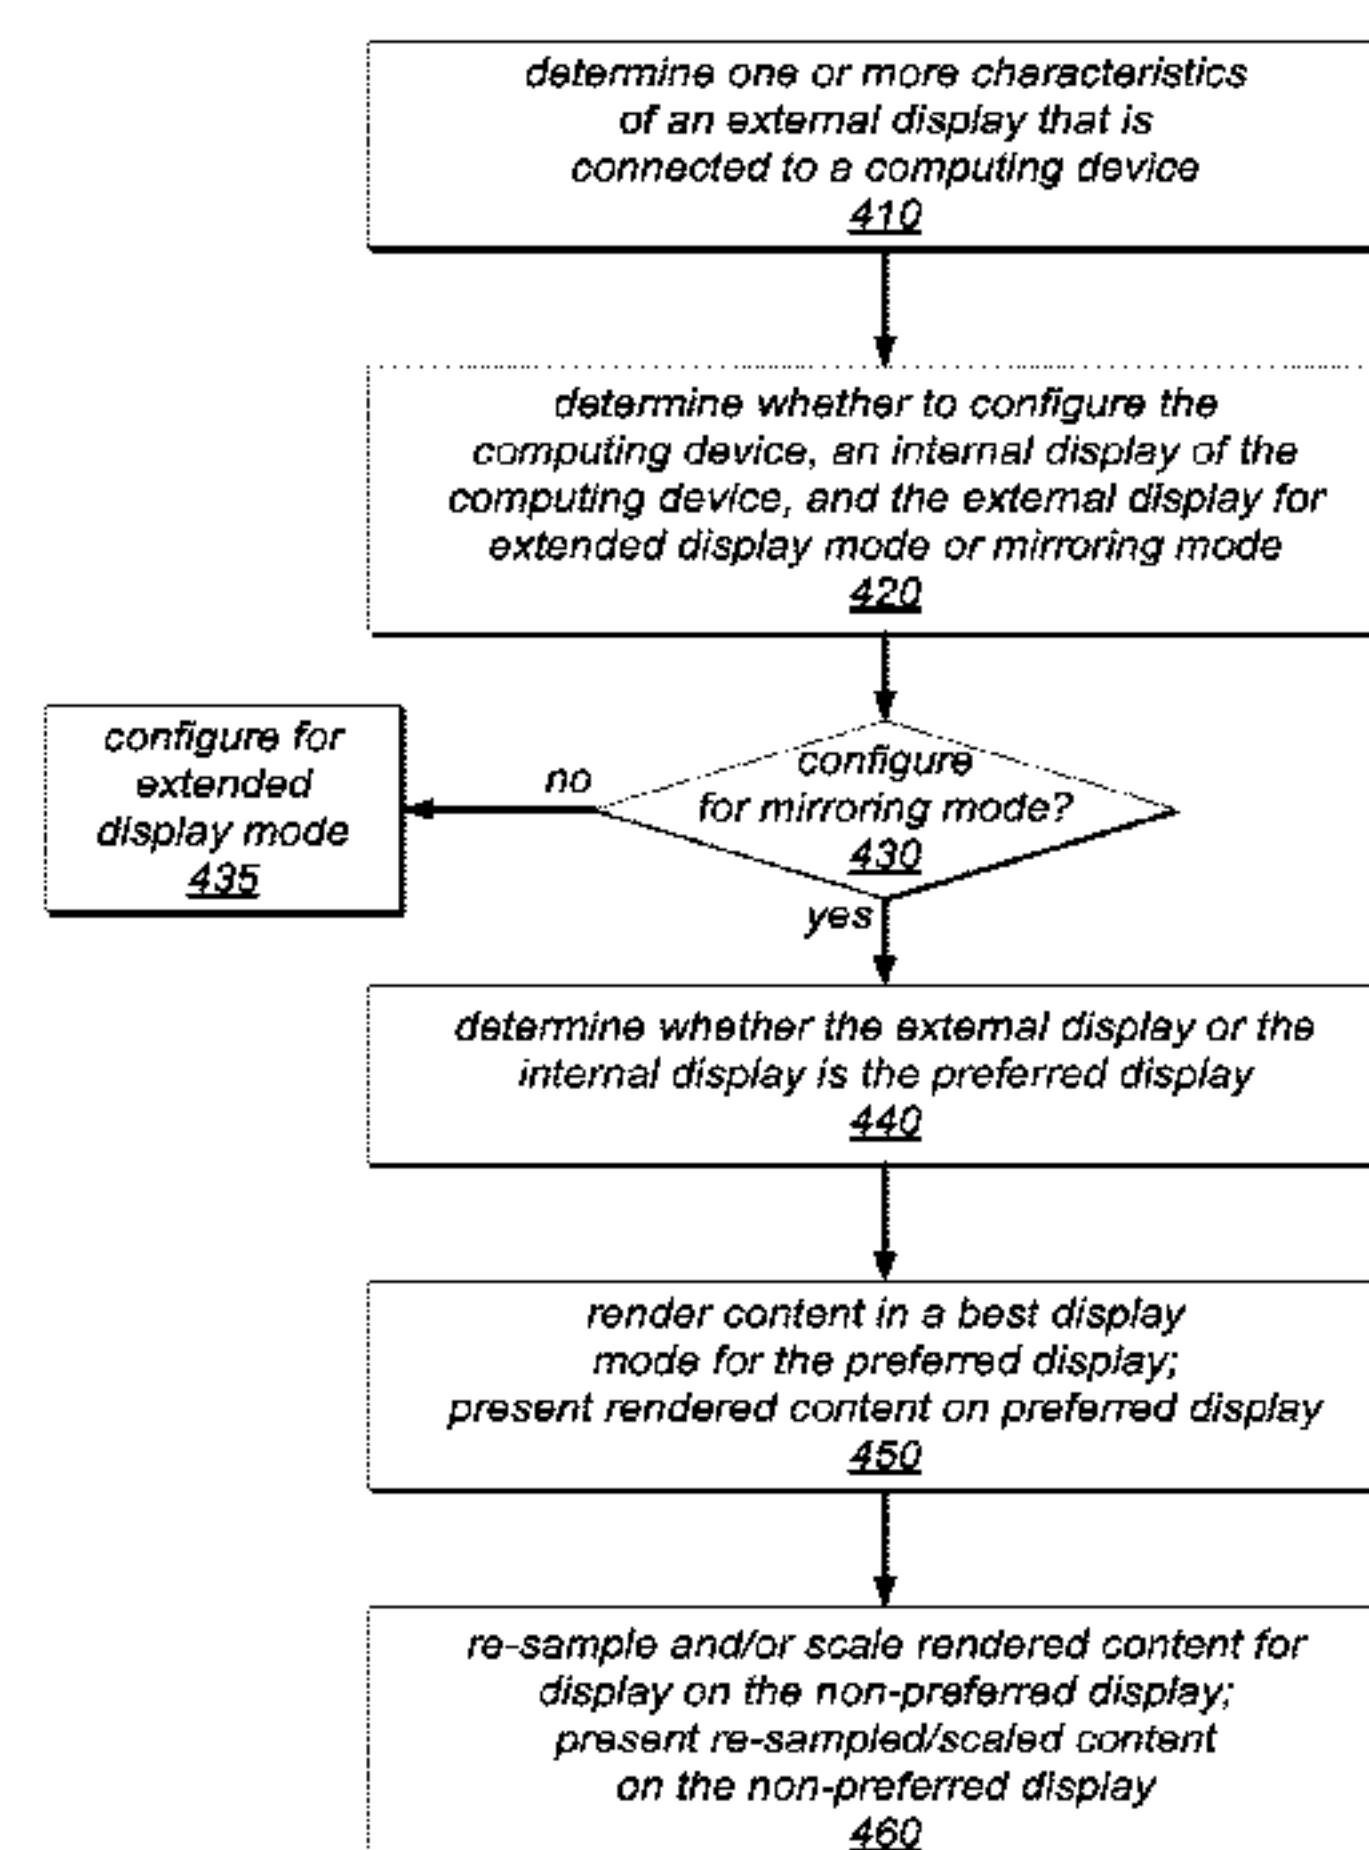 determine one or more characteristics
of an external display that is
connected to a computing device
410
determine whether to configure the
computing device, an internal display of the
computing device, and the external display for
extended display mode or mirroring mode
420
configure for
extended
display mode
435
no
configure
for mirroring mode?
430
yes
determine whether the external display or the
internal display is the preferred display
440
render content in a best display
mode for the preferred display;
present rendered content on preferred display
450
re-sample and/or scale rendered content for
display on the non-preferred display;
present re-sampled/scaled content
on the non-preferred display
460